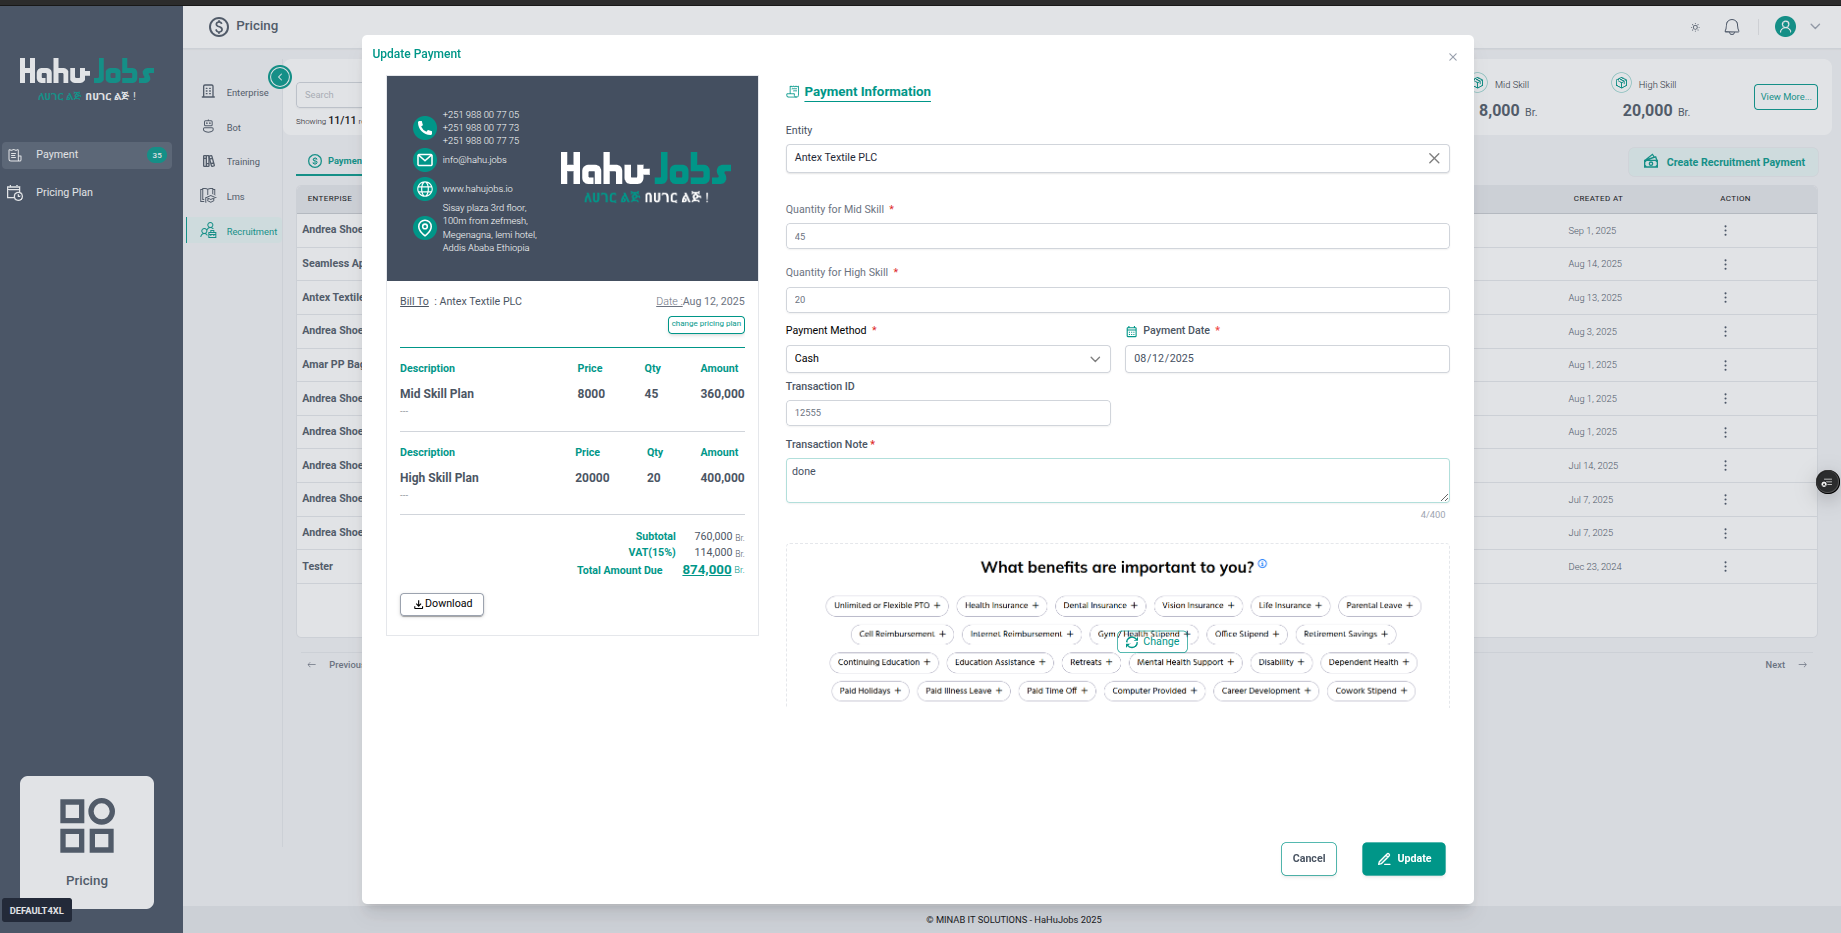 Pricing
Hahu Jobs
ስሀንር ልጅ በሀገር ልጅ !
Payment
35
Pricing Plan
Pricing
DEFAULT4XL
Enterprise
Bot
Training
Lms
Recruitment
Search
Showing 11/11
Paymen
ENTERPRISE
Andrea Shoe
Seamless Ap
Antex Textile
Andrea Shoe
Amar PP Bag
Andrea Shoe
Andrea Shoe
Andrea Shoe
Andrea Shoe
Andrea Shoe
Tester
Previou
Update Payment
+251 988 00 77 05
+251 988 00 77 73
+251 988 00 77 75
info@hahu.jobs
www.hahujobs.io
Sisay plaza 3rd floor,
100m from zefmesh,
Megenagna, lemi hotel,
Addis Ababa Ethiopia
Hahu Jobs
Bill To : Antex Textile PLC
Date :Aug 12, 2025
change pricing plan
Description Price Qty Amount
Mid Skill Plan 8000 45 360,000
---
Description Price Qty Amount
High Skill Plan 20000 20 400,000
---
Subtotal 760,000 Br.
VAT(15%) 114,000 Br.
Total Amount Due 874,000 Br.
Download
Payment Information
Entity
Antex Textile PLC
Quantity for Mid Skill *
45
Quantity for High Skill *
20
Payment Method *
Cash
Payment Date *
08/12/2025
Transaction ID
12555
Transaction Note *
done
4/400
What benefits are important to you?
Unlimited or Flexible PTO + Health Insurance + Dental Insurance + Vision Insurance + Life Insurance + Parental Leave +
Cell Reimbursement + Internet Reimbursement + Gym / Health Stipend + Office Stipend + Retirement Savings +
Change
Continuing Education + Education Assistance + Retreats + Mental Health Support + Disability + Dependent Health +
Paid Holidays + Paid Illness Leave + Paid Time Off + Computer Provided + Career Development + Cowork Stipend +
Cancel
Update
Mid Skill
8,000 Br.
High Skill
20,000 Br.
View More...
Create Recruitment Payment
CREATED AT ACTION
Sep 1, 2025
Aug 14, 2025
Aug 13, 2025
Aug 3, 2025
Aug 1, 2025
Aug 1, 2025
Aug 1, 2025
Jul 14, 2025
Jul 7, 2025
Jul 7, 2025
Dec 23, 2024
Next
© MINAB IT SOLUTIONS - HaHuJobs 2025